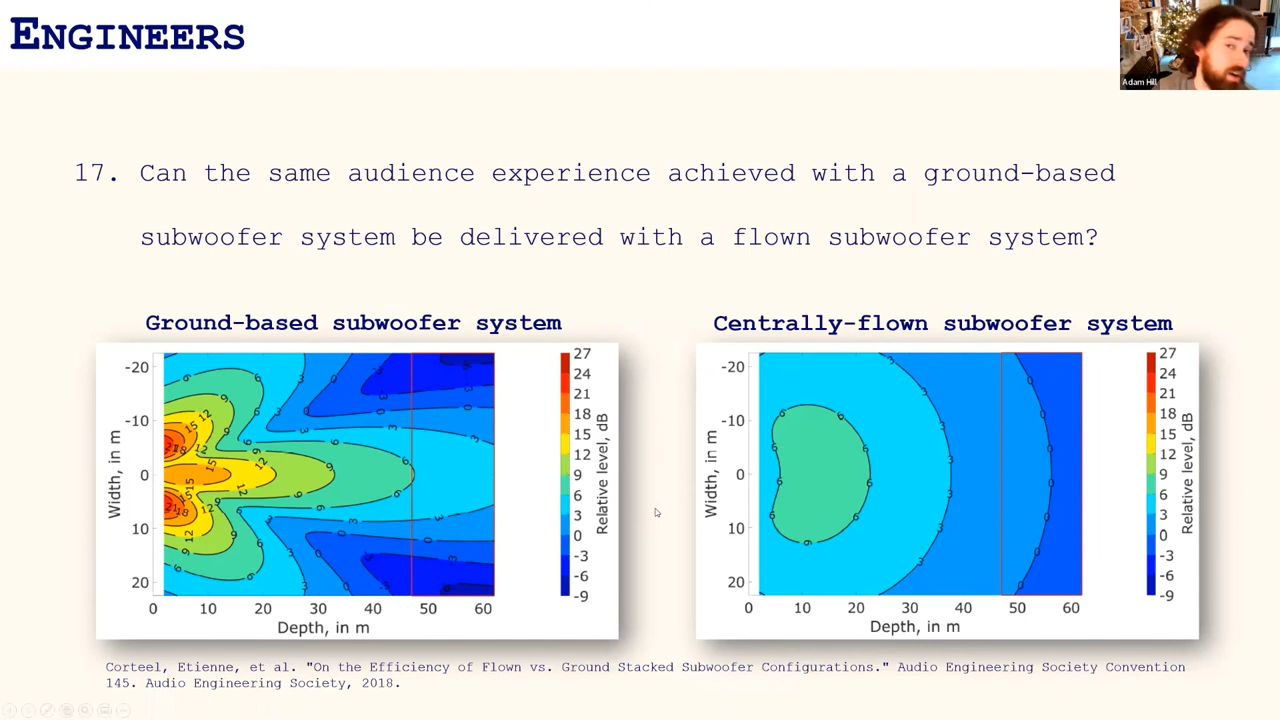 ENGINEERS
Adam Hill
17. Can the same audience experience achieved with a ground-based
subwoofer system be delivered with a flown subwoofer system?
Ground-based subwoofer system
Centrally-flown subwoofer system
-20
-10
0
10
20
Width, in m
0 10 20 30 40 50 60
Depth, in m
27
24
21
18
15
12
9
6
3
0
-3
-6
-9
Relative level, dB
-20
-10
0
10
20
Width, in m
0 10 20 30 40 50 60
Depth, in m
27
24
21
18
15
12
9
6
3
0
-3
-6
-9
Relative level, dB
Corteel, Etienne, et al. "On the Efficiency of Flown vs. Ground Stacked Subwoofer Configurations." Audio Engineering Society Convention
145. Audio Engineering Society, 2018.